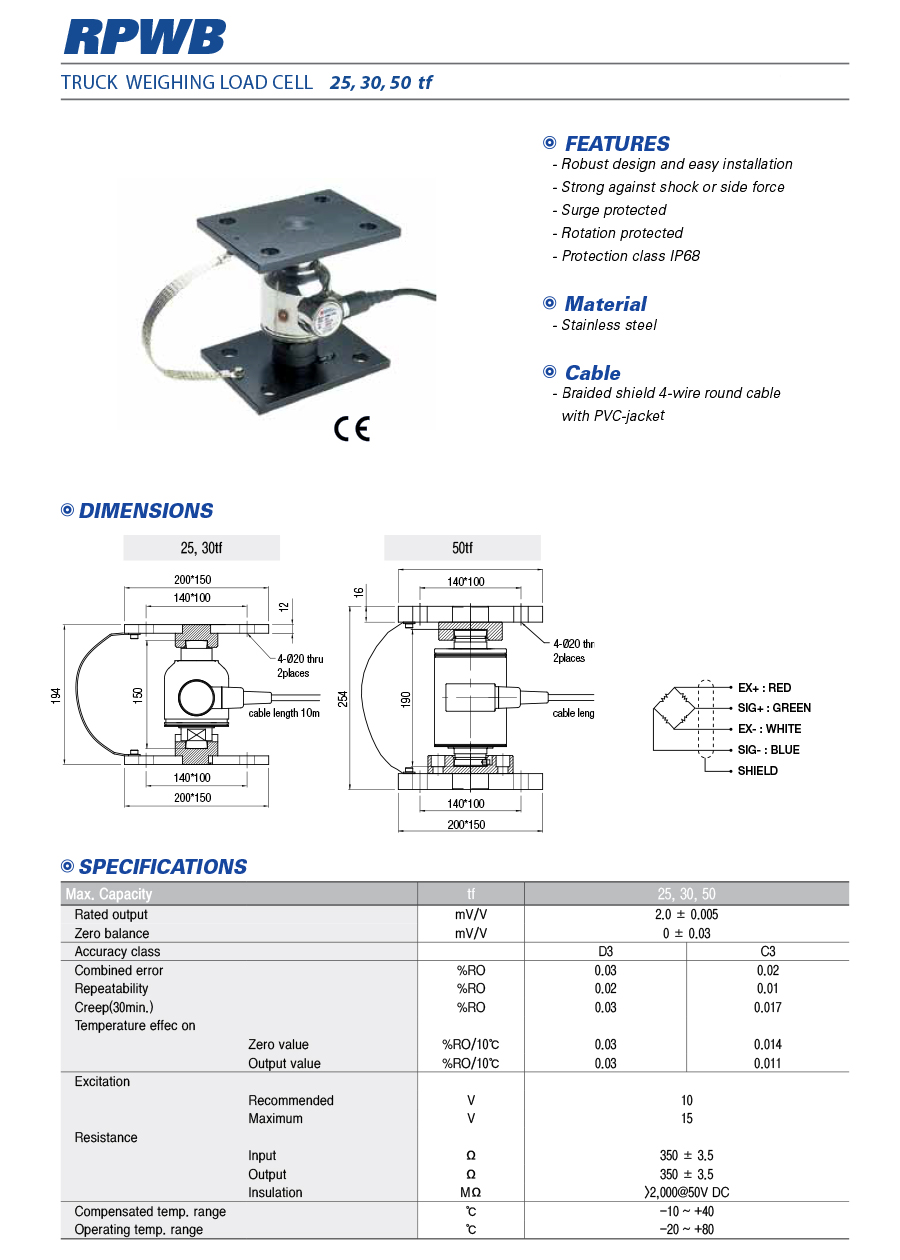 RPWB
TRUCK WEIGHING LOAD CELL 25, 30, 50 tf
FEATURES
- Robust design and easy installation
- Strong against shock or side force
- Surge protected
- Rotation protected
- Protection class IP68
Material
- Stainless steel
Cable
- Braided shield 4-wire round cable
with PVC-jacket
CE
DIMENSIONS
25, 30tf
200*150
140*100
12
4-Ø20 thru
2places
194
150
cable length 10m
140*100
200*150
50tf
140*100
16
4-Ø20 thr
2places
254
190
cable leng
140*100
200*150
EX+ : RED
SIG+ : GREEN
EX- : WHITE
SIG- : BLUE
SHIELD
SPECIFICATIONS
Max. Capacity tf 25, 30, 50
Rated output mV/V 2.0 ± 0.005
Zero balance mV/V 0 ± 0.03
Accuracy class D3 C3
Combined error %RO 0.03 0.02
Repeatability %RO 0.02 0.01
Creep(30min.) %RO 0.03 0.017
Temperature effec on
Zero value %RO/10℃ 0.03 0.014
Output value %RO/10℃ 0.03 0.011
Excitation
Recommended V 10
Maximum V 15
Resistance
Input Ω 350 ± 3.5
Output Ω 350 ± 3.5
Insulation MΩ >2,000@50V DC
Compensated temp. range ℃ -10 ~ +40
Operating temp. range ℃ -20 ~ +80